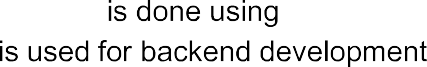 is done using
is used for backend development